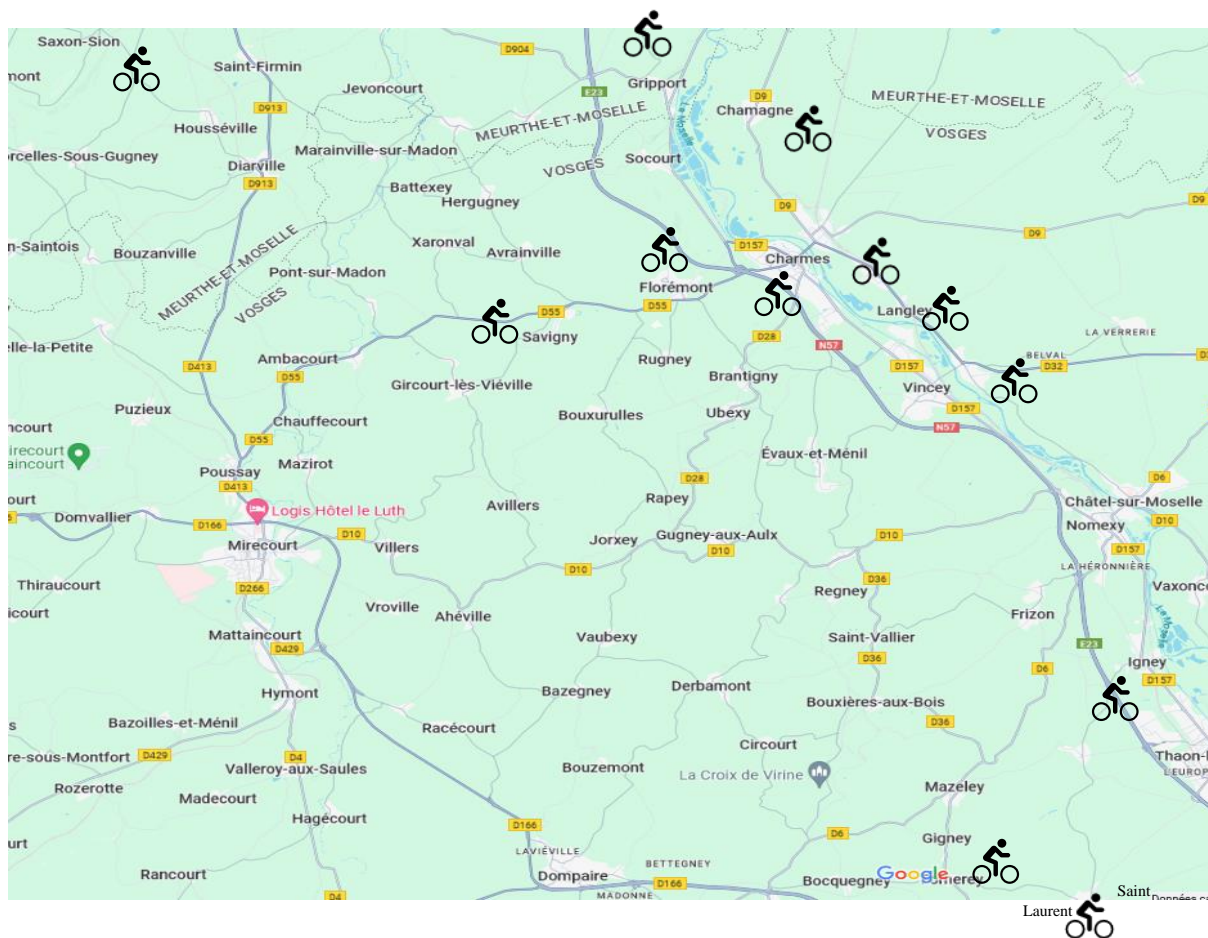 Saxon-Sion
mont
Saint-Firmin
D904
Gripport
E23
Jevoncourt
D9
Chamagne
MEURTHE-ET-MOSELLE
D913
Housséville
MEURTHE-ET-MOSELLE
La Moselle
VOSGES
orcelles-Sous-Gugney
Marainville-sur-Madon
Diarville
Socourt
VOSGES
D913
Battexey
Hergugney
D9
D9
D9
n-Saintois
Bouzanville
MEURTHE-ET-MOSELLE
Xaronval
Avrainville
D157
Charmes
Pont-sur-Madon
VOSGES
Florémont
D55
D55
Langley
Savigny
D28
LA VERRERIE
elle-la-Petite
Ambacourt
N57
Rugney
BELVAL
D413
D55
Gircourt-lès-Viéville
Brantigny
D157
D32
Vincey
Puzieux
Chauffecourt
Bouxurulles
Ubexy
D157
ncourt
N57
irecourt
aincourt
D55
Poussay
Mazirot
Évaux-et-Ménil
D413
D28
D6
ourt
Avillers
Rapey
Châtel-sur-Moselle
Logis Hôtel le Luth
Domvallier
D166
D10
Jorxey
Gugney-aux-Aulx
D10
Nomexy
D10
Mirecourt
Villers
D10
D157
D10
LA HÉRONNIÈRE
Thiraucourt
D266
D36
Regney
Vaxonc
icourt
Vroville
Ahéville
Frizon
Mattaincourt
Vaubexy
Saint-Vallier
E23
D429
D36
D6
Igney
Hymont
Bazegney
Derbamont
D157
Bouxières-aux-Bois
Bazoilles-et-Ménil
Racécourt
D36
re-sous-Montfort
D429
D4
Circourt
Thaon-l
Valleroy-aux-Saules
Bouzemont
La Croix de Virine
L'EUROP
Rozerotte
Madecourt
Mazeley
Hagécourt
D166
D6
Gigney
urt
LAVIÉVILLE
BETTEGNEY
Rancourt
Dompaire
D166
Bocquegney
Google
merey
D4
MADONNE
Saint
Données ca
Laurent